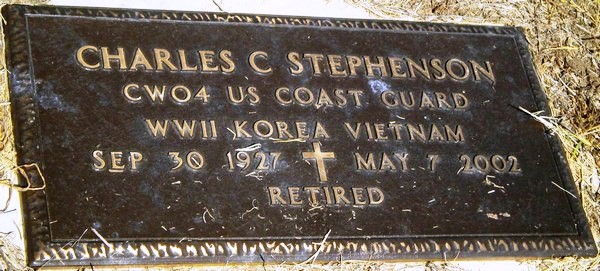 CHARLES C STEPHENSON
CWO4 US COAST GUARD
WWII KOREA VIETNAM
SEP 30 1927 MAY 7 2002
RETIRED